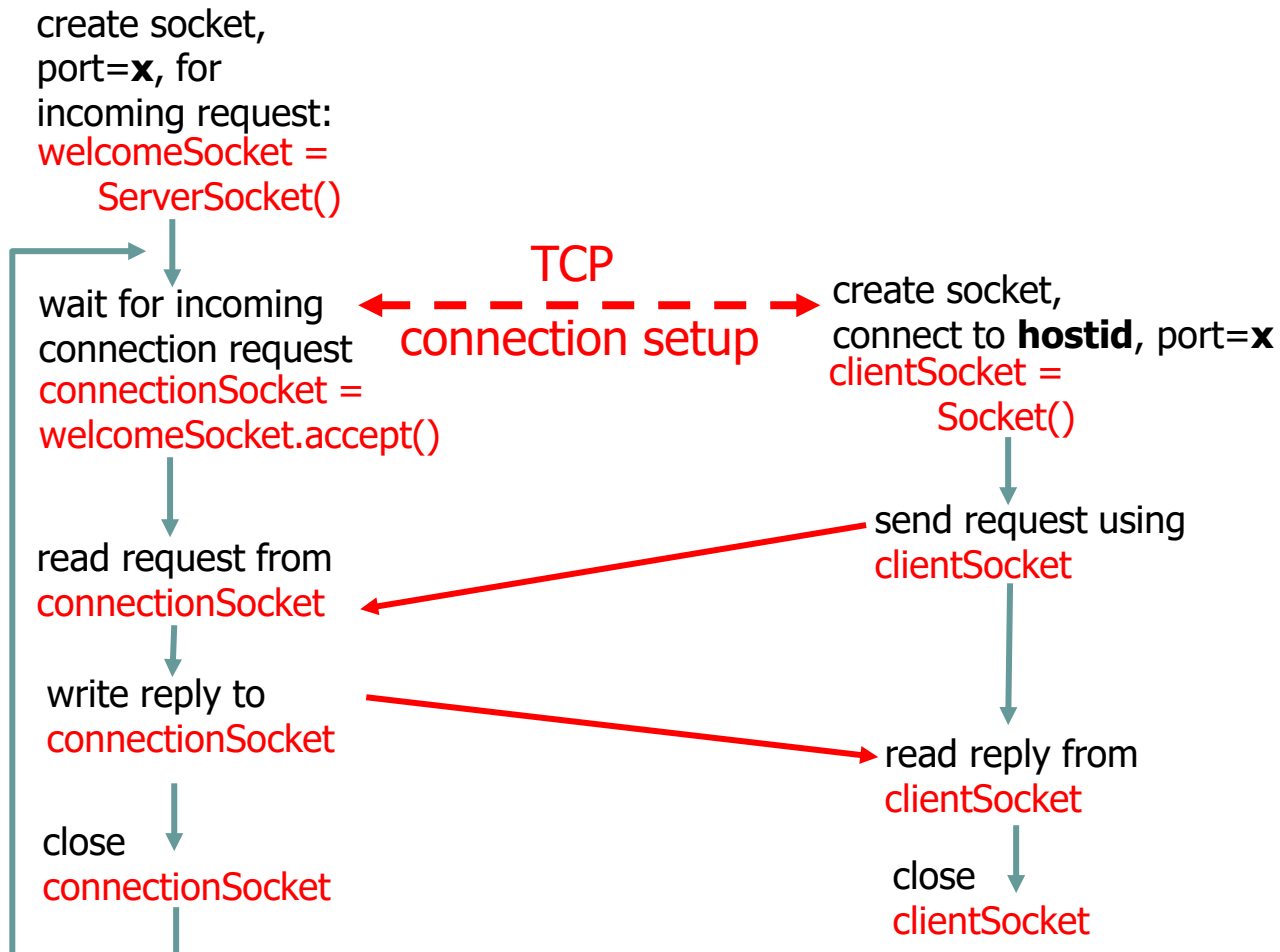 create socket,
port=x, for
incoming request:
welcomeSocket =
ServerSocket()
TCP
connection setup
wait for incoming
connection request
connectionSocket =
welcomeSocket.accept()
create socket,
connect to hostid, port=x
clientSocket =
Socket()
send request using
clientSocket
read request from
connectionSocket
write reply to
connectionSocket
read reply from
clientSocket
close
connectionSocket
close
clientSocket